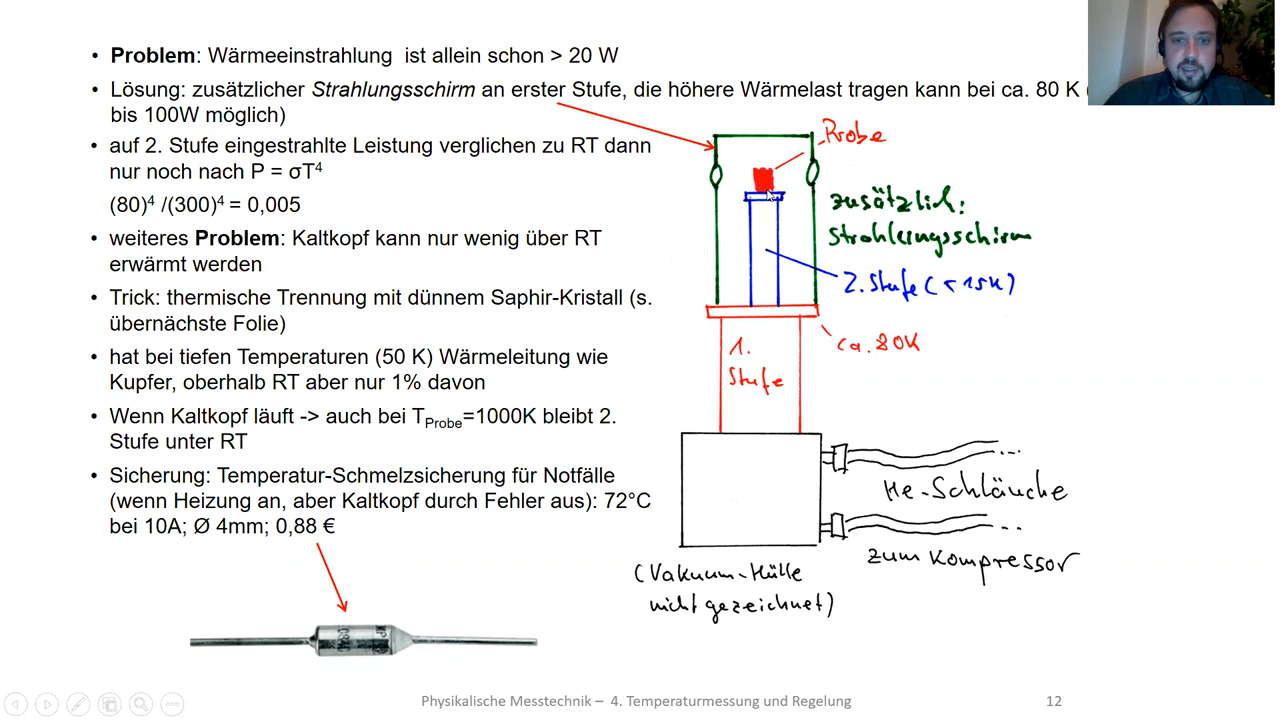 • Problem: Wärmeeinstrahlung ist allein schon > 20 W
• Lösung: zusätzlicher Strahlungsschirm an erster Stufe, die höhere Wärmelast tragen kann bei ca. 80 K (
bis 100W möglich)
• auf 2. Stufe eingestrahlte Leistung verglichen zu RT dann
nur noch nach P = σT⁴
(80)⁴ /(300)⁴ = 0,005
• weiteres Problem: Kaltkopf kann nur wenig über RT
erwärmt werden
• Trick: thermische Trennung mit dünnem Saphir-Kristall (s.
übernächste Folie)
• hat bei tiefen Temperaturen (50 K) Wärmeleitung wie
Kupfer, oberhalb RT aber nur 1% davon
• Wenn Kaltkopf läuft -> auch bei TProbe=1000K bleibt 2.
Stufe unter RT
• Sicherung: Temperatur-Schmelzsicherung für Notfälle
(wenn Heizung an, aber Kaltkopf durch Fehler aus): 72°C
bei 10A; Ø 4mm; 0,88 €
Probe
zusätzlich:
Strahlungsschirm
2. Stufe (<15K)
ca. 80K
1.
Stufe
...
He-Schläuche
...
zum Kompressor
(Vakuum-Hülle
nicht gezeichnet)
Physikalische Messtechnik – 4. Temperaturmessung und Regelung
12